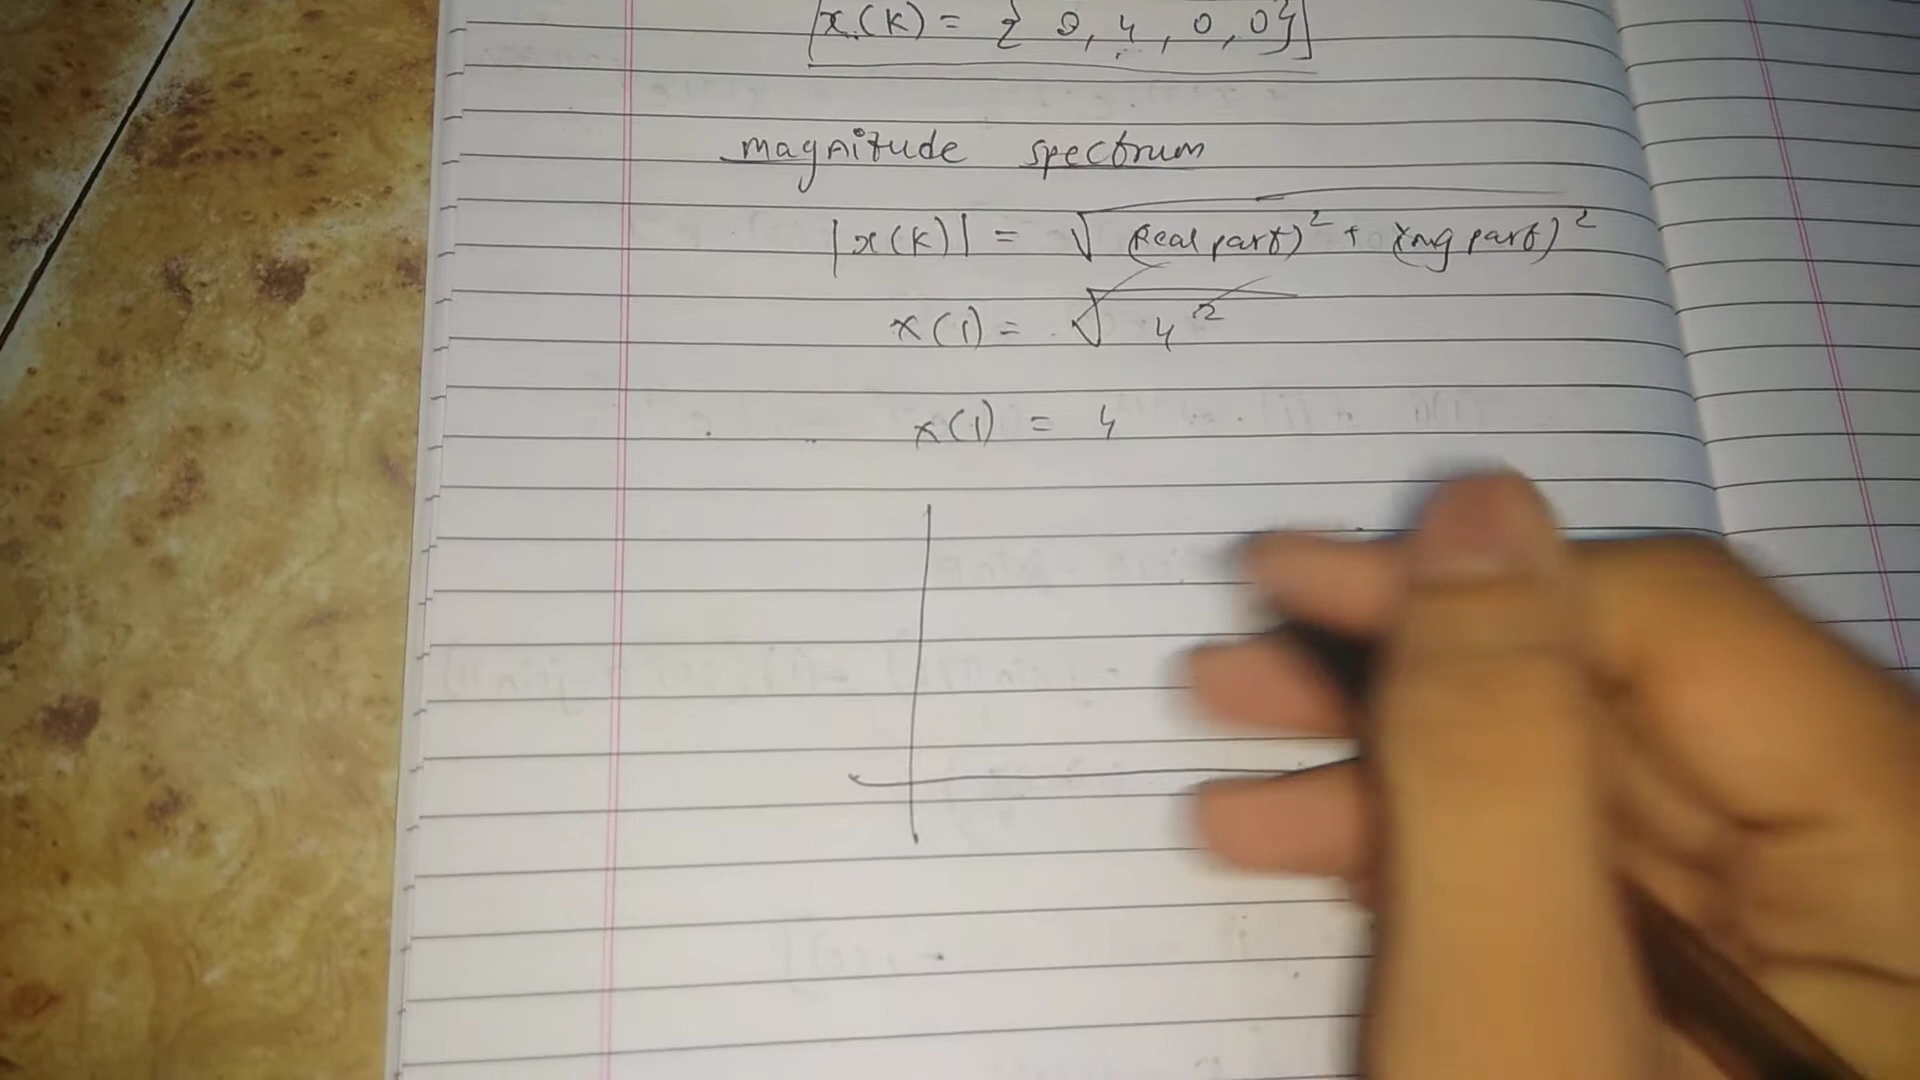 x(k) = { 0, 4, 0, 0}
magnitude spectrum
|x(k)| = √(Real part)² + (Img part)²
x(1) = √4²
x(1) = 4